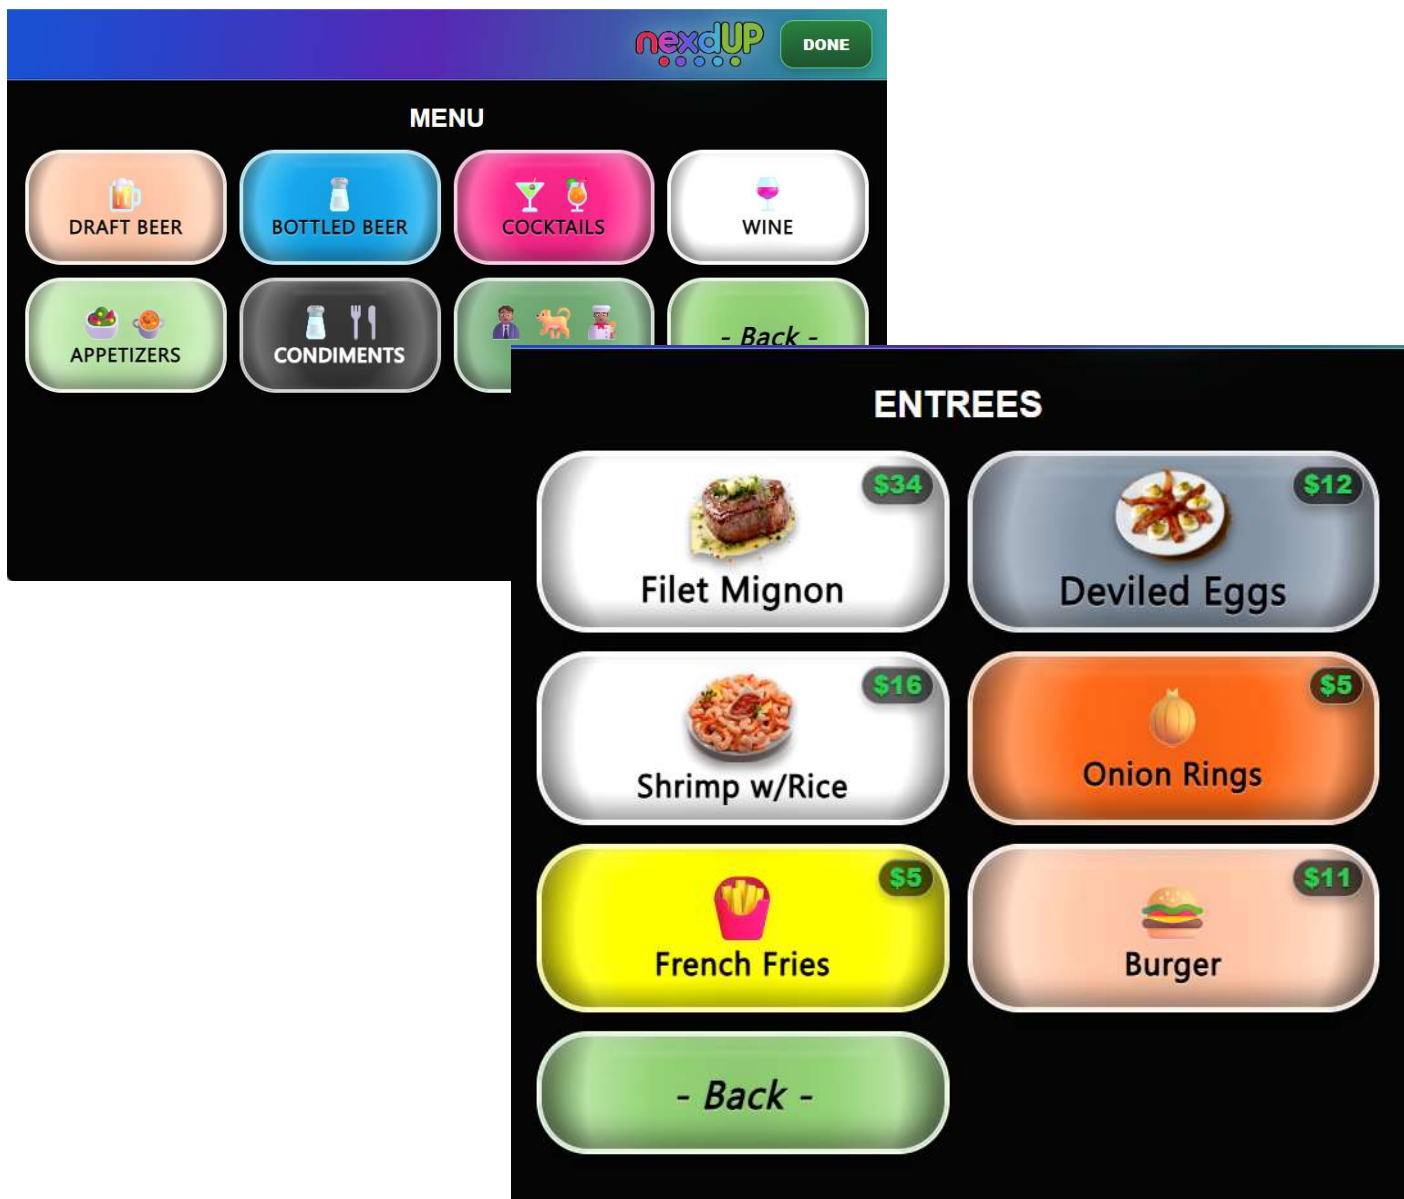 nexdUP
DONE
MENU
DRAFT BEER
BOTTLED BEER
COCKTAILS
WINE
APPETIZERS
CONDIMENTS
- Back -
ENTREES
$34
Filet Mignon
$12
Deviled Eggs
$16
Shrimp w/Rice
$5
Onion Rings
$5
French Fries
$11
Burger
- Back -